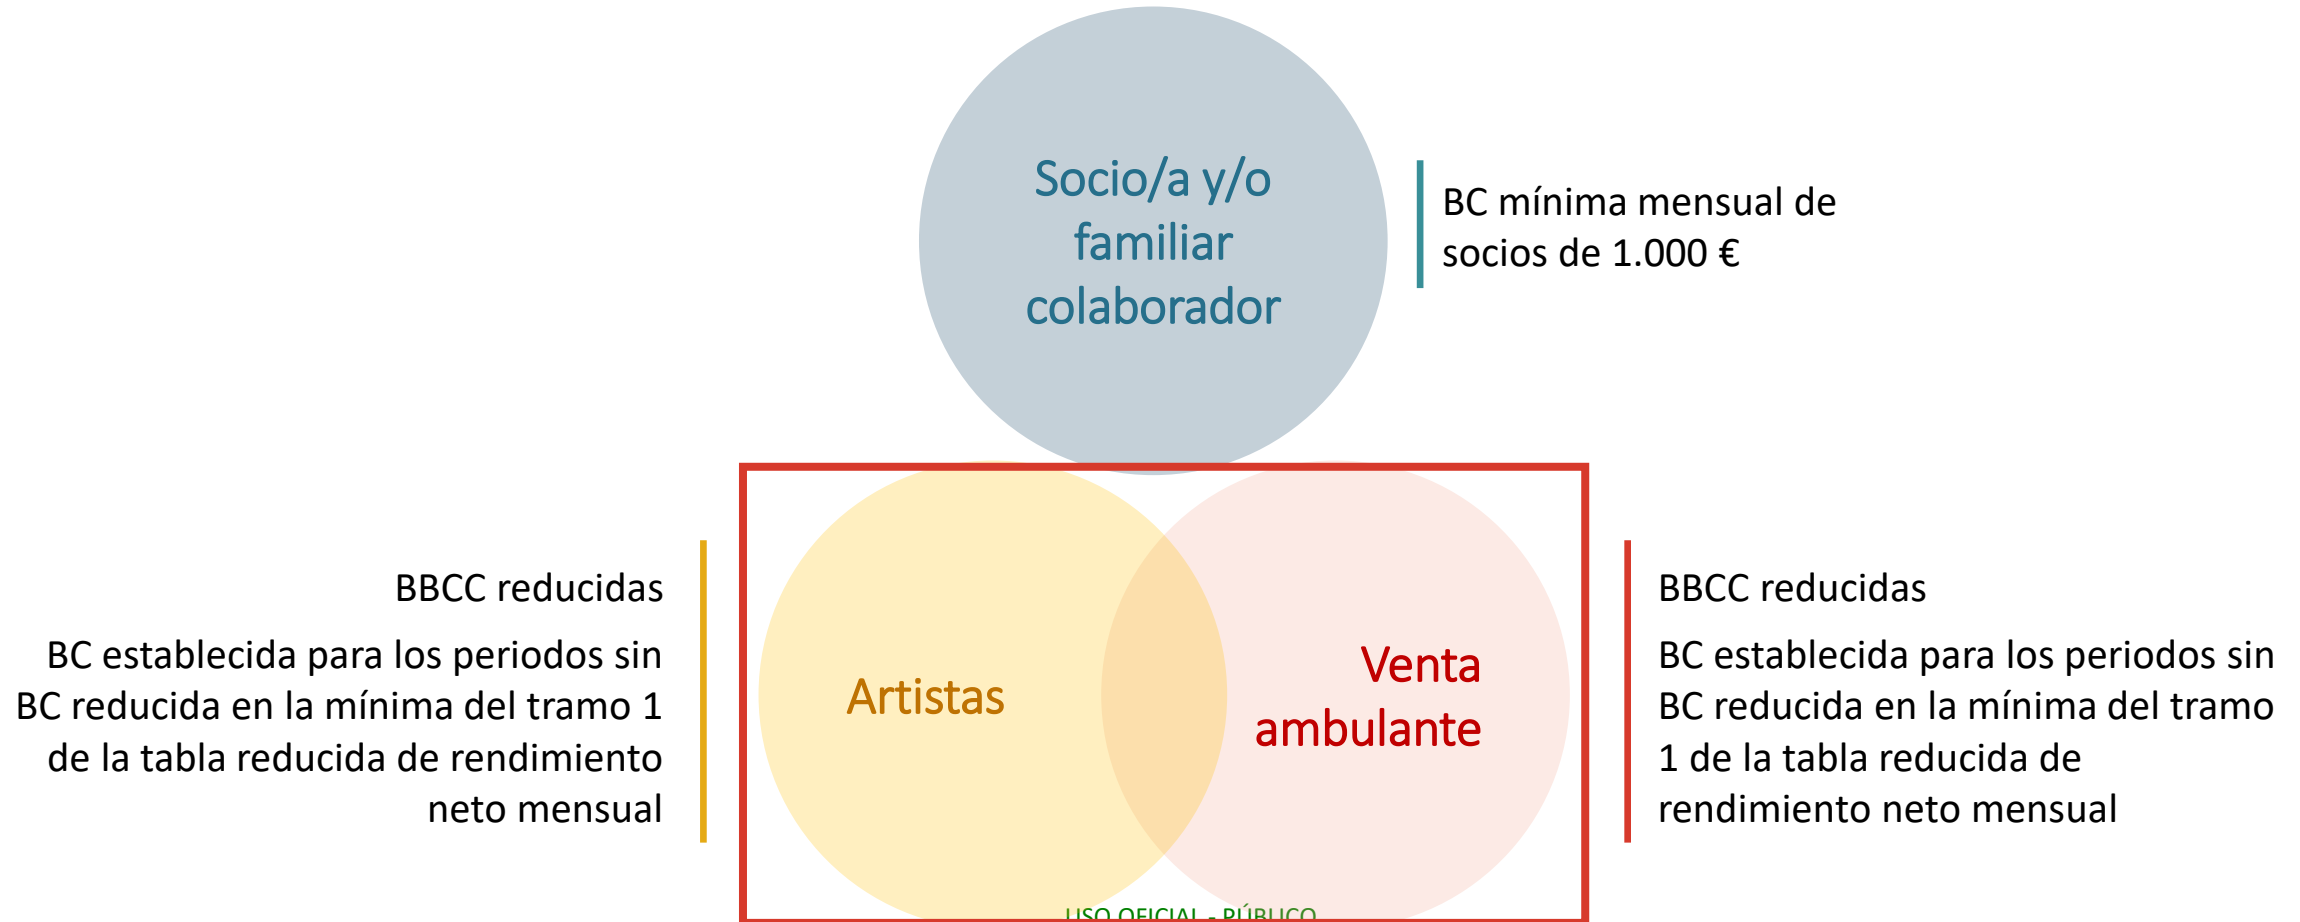 Socio/a y/o
familiar
colaborador
BC mínima mensual de
socios de 1.000 €
BBCC reducidas
BC establecida para los periodos sin
BC reducida en la mínima del tramo 1
de la tabla reducida de rendimiento
neto mensual
Artistas
Venta
ambulante
BBCC reducidas
BC establecida para los periodos sin
BC reducida en la mínima del tramo
1 de la tabla reducida de
rendimiento neto mensual
USO OFICIAL - PÚBLICO